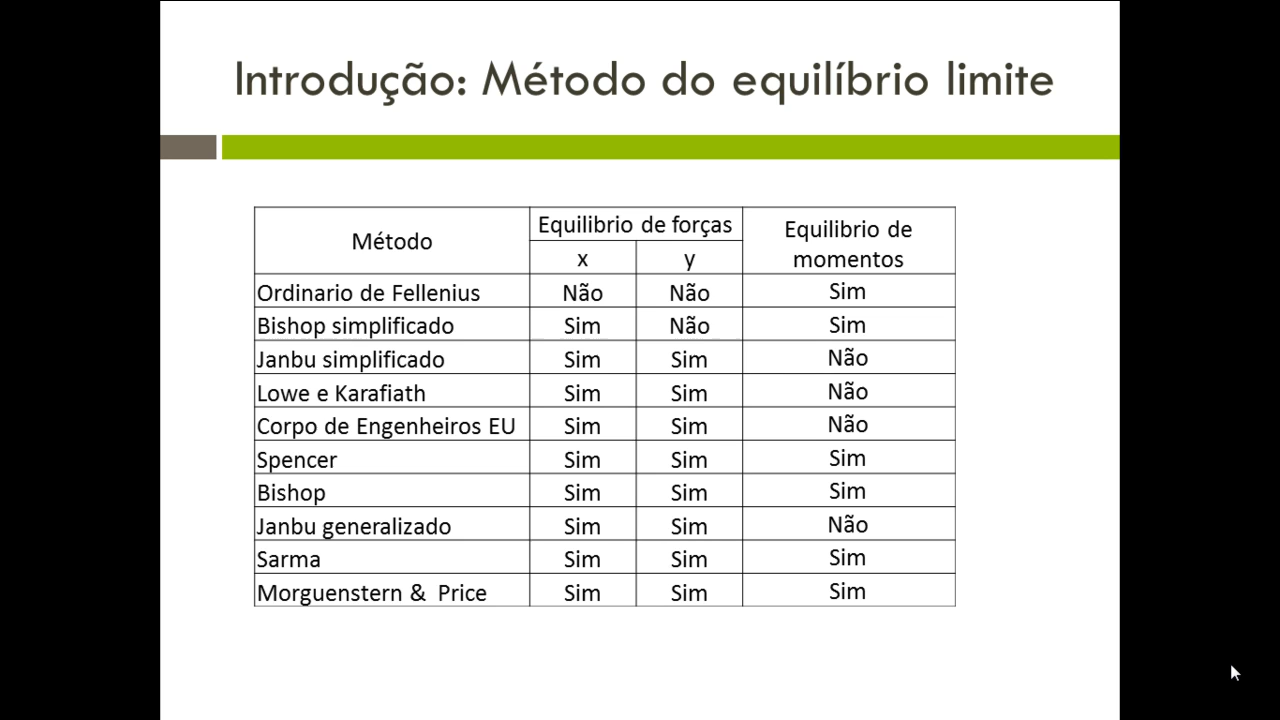 Introdução: Método do equilíbrio limite
Método Equilibrio de forças Equilibrio de momentos
x y
Ordinario de Fellenius Não Não Sim
Bishop simplificado Sim Não Sim
Janbu simplificado Sim Sim Não
Lowe e Karafiath Sim Sim Não
Corpo de Engenheiros EU Sim Sim Não
Spencer Sim Sim Sim
Bishop Sim Sim Sim
Janbu generalizado Sim Sim Não
Sarma Sim Sim Sim
Morguenstern & Price Sim Sim Sim